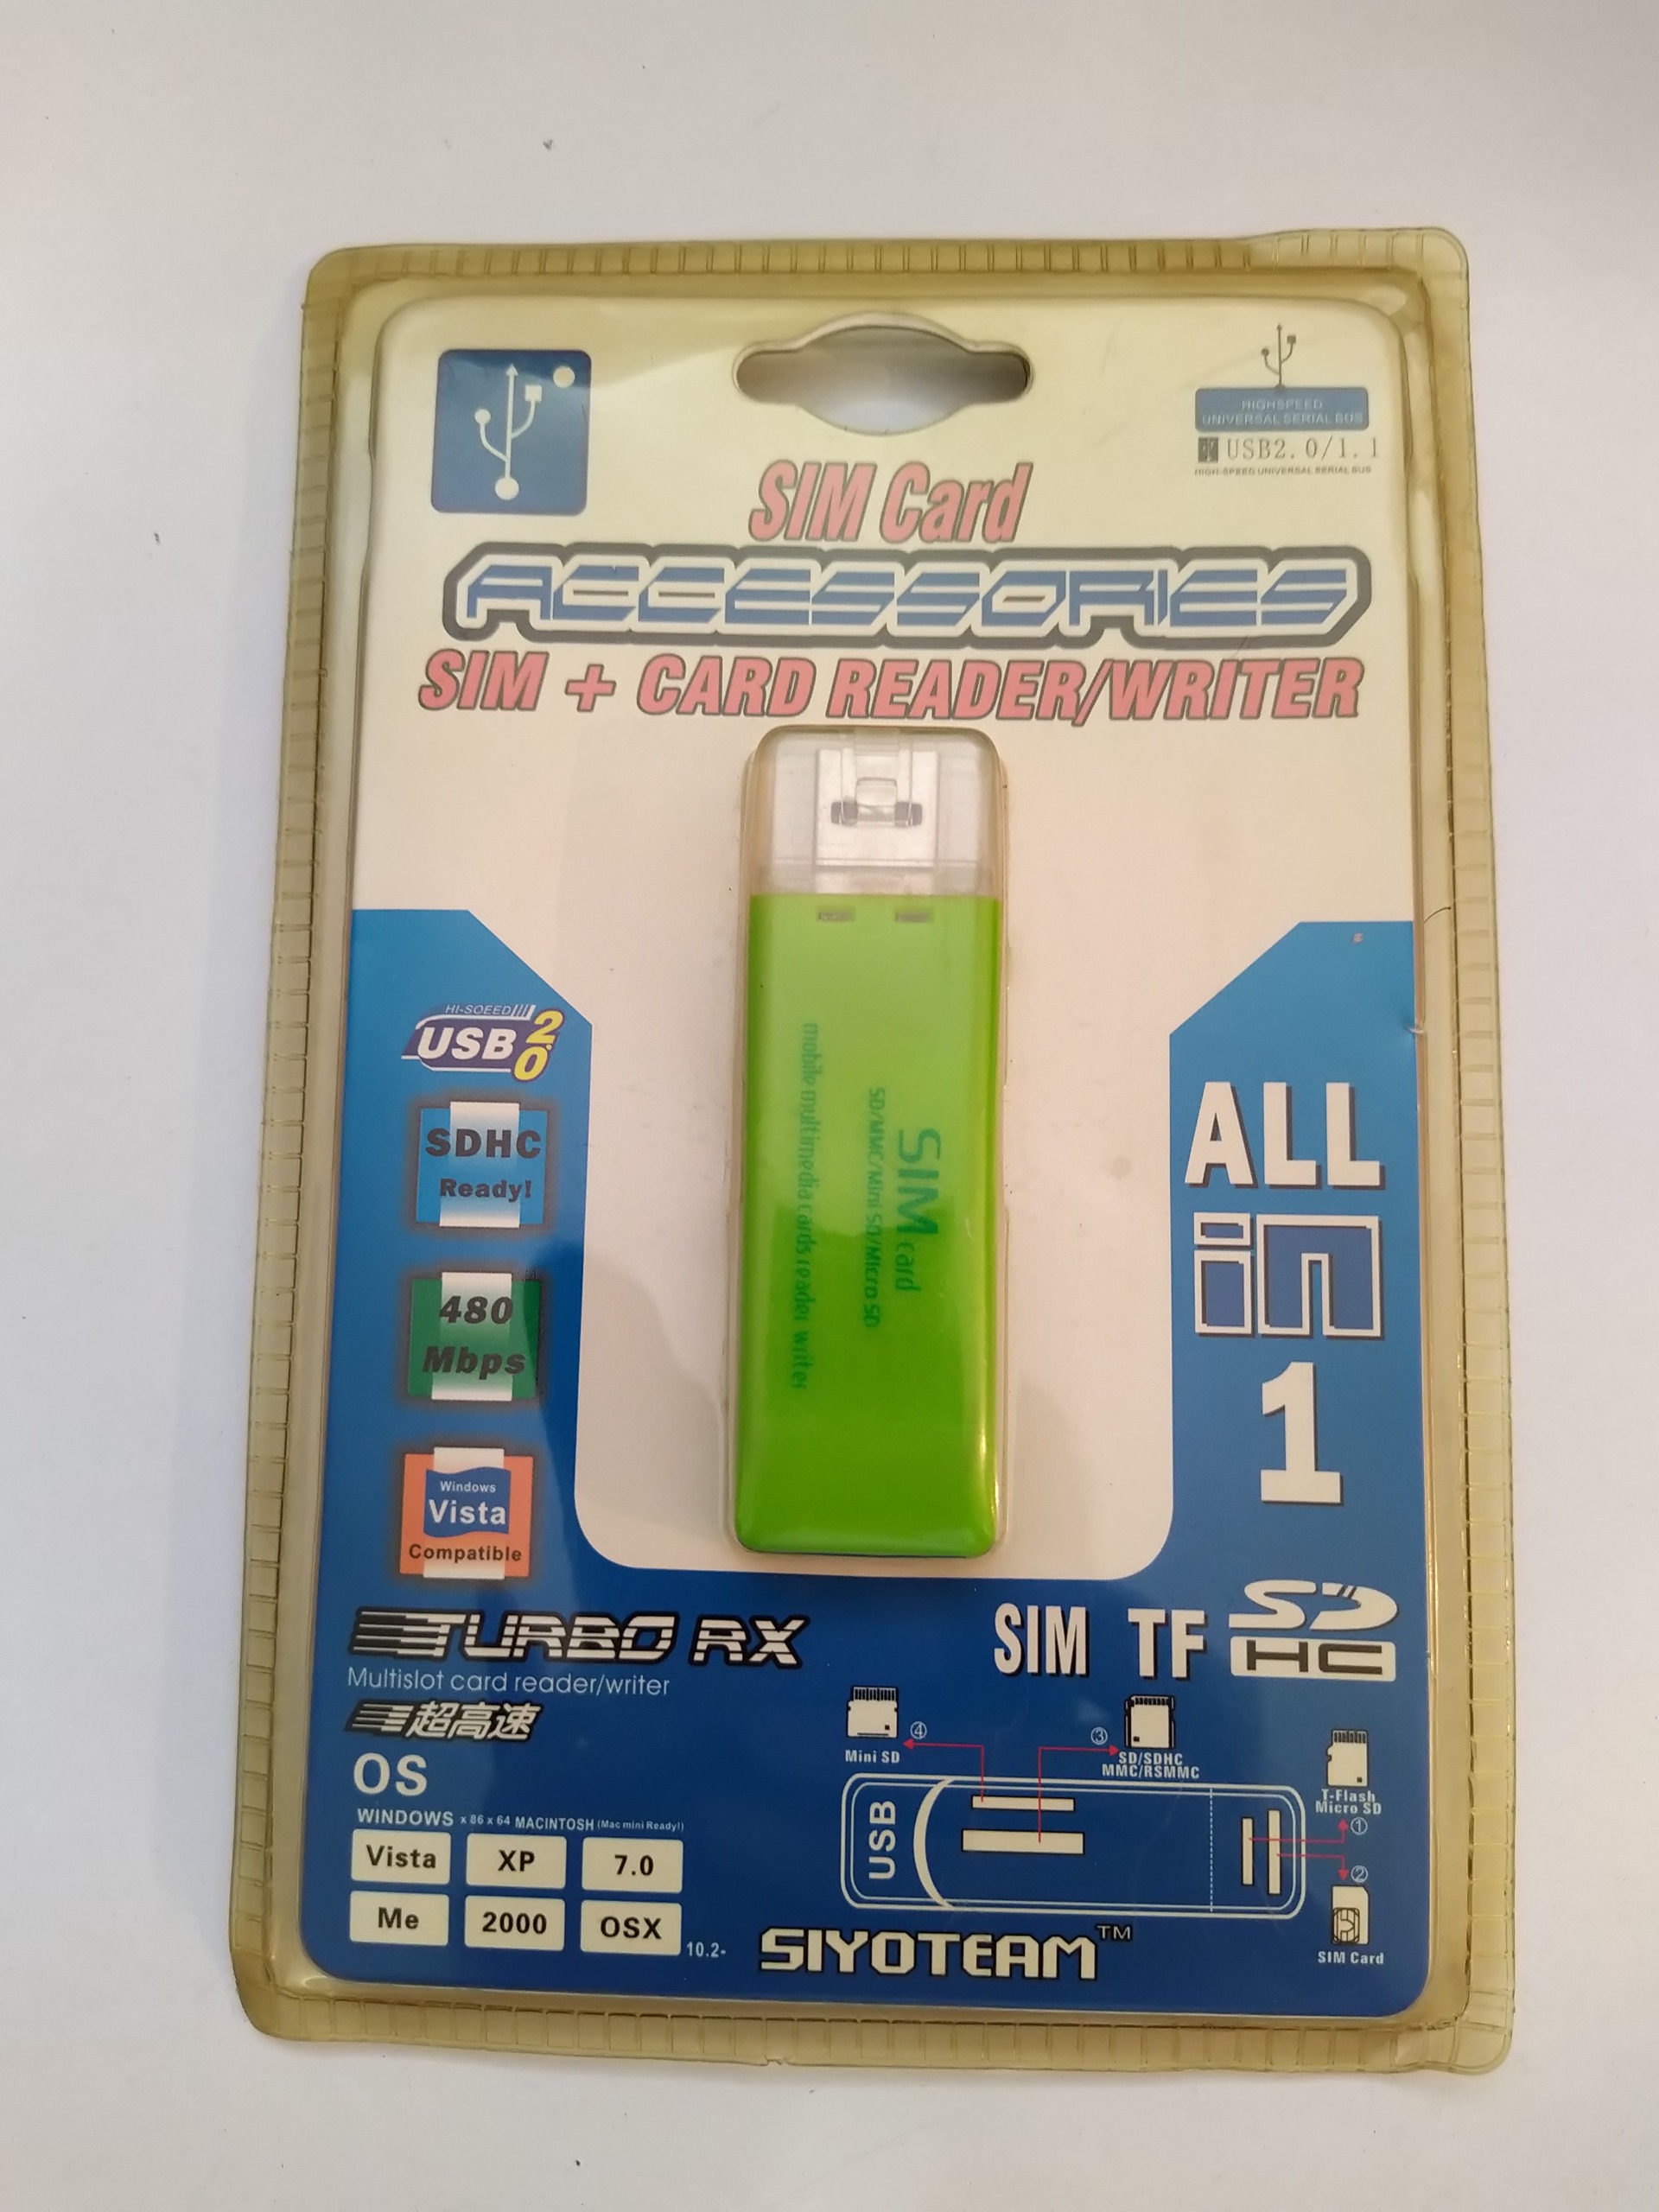 HIGHSPEED
UNIVERSAL SERIAL BUS
USB2.0/1.1
HIGH-SPEED UNIVERSAL SERIAL BUS
SIM Card
ACCESSORIES
SIM + CARD READER/WRITER
SIM card
SD/MMC/Mini SD/Micro SD
mobile multimedia cards reader writer
HI-SOEED
USB 2.0
SDHC
Ready!
480
Mbps
Windows
Vista
Compatible
ALL
in
1
TURBO RX
Multislot card reader/writer
超高速
SIM TF SD
HC
OS
WINDOWS x 86 x 64 MACINTOSH (Mac mini Ready!)
Vista XP 7.0
Me 2000 OSX 10.2-
④
Mini SD
③
SD/SDHC
MMC/RSMMC
T-Flash
Micro SD
①
②
SIM Card
USB
SIYOTEAM™